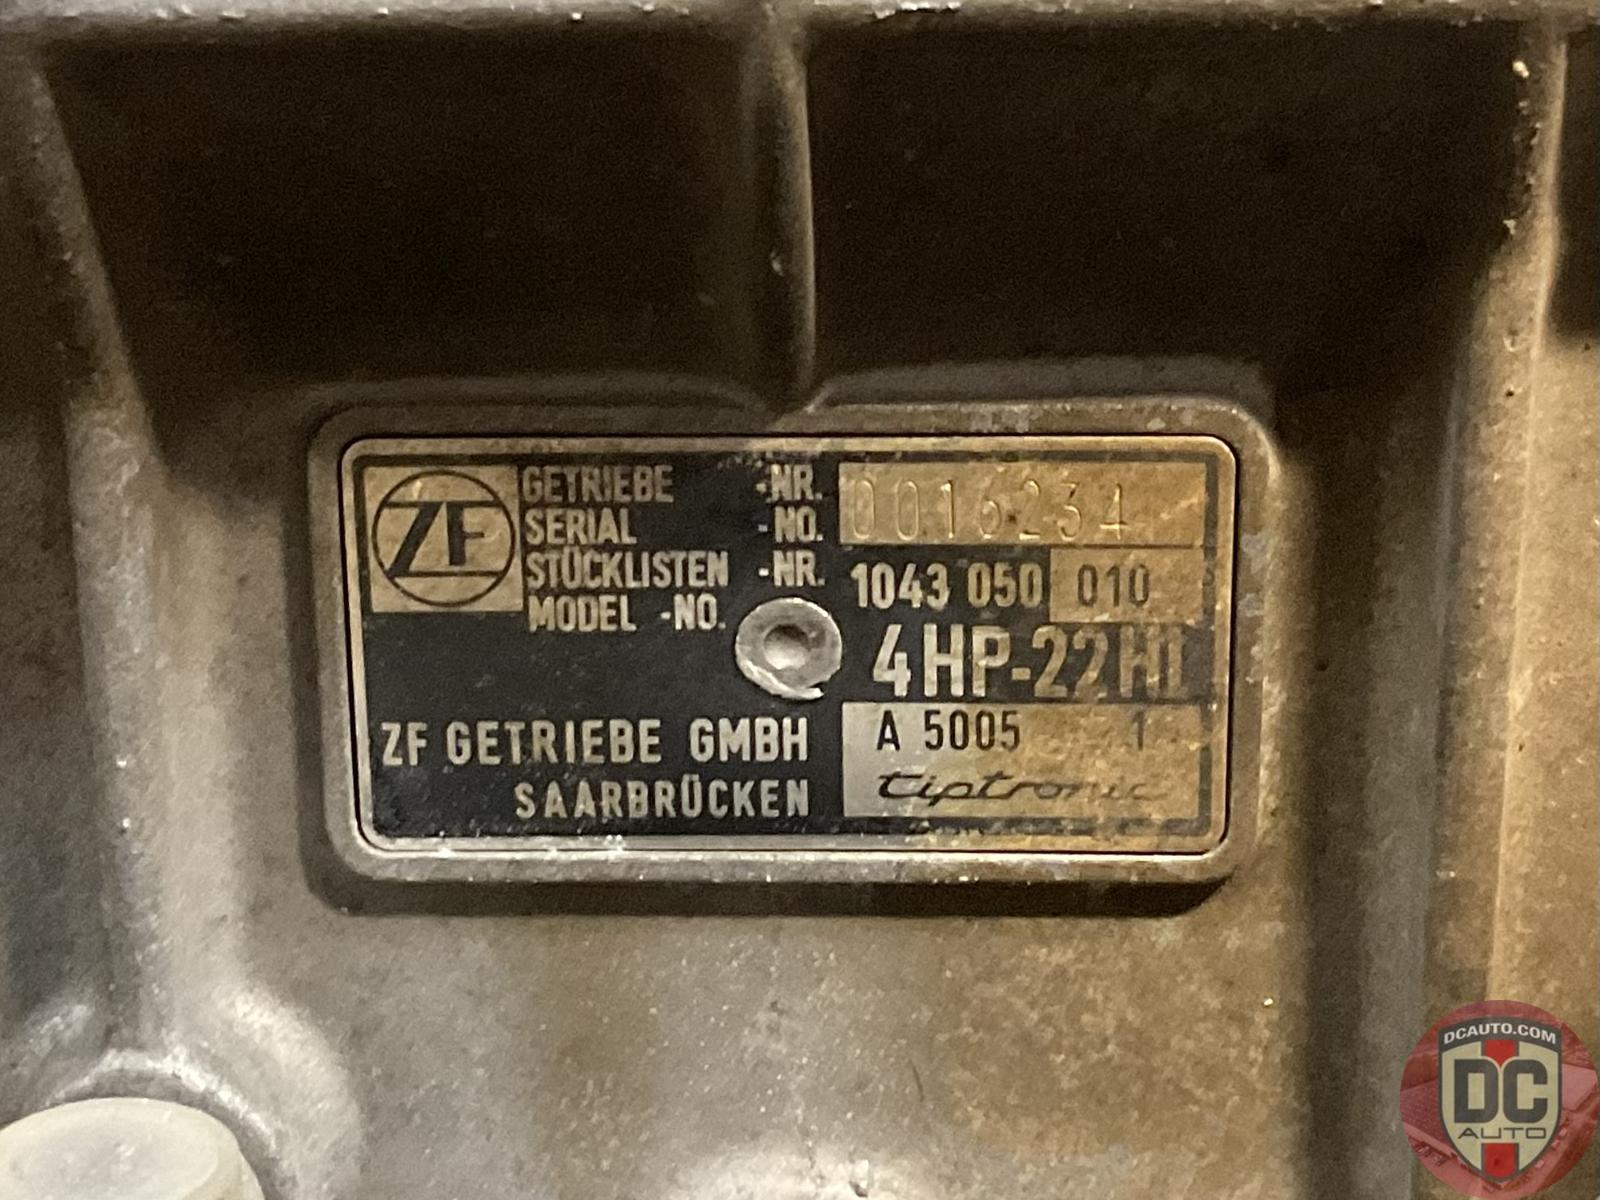 ZF
GETRIEBE -NR. 0016234
SERIAL -NO.
STÜCKLISTEN -NR. 1043 050 010
MODEL -NO.
4HP-22HL
ZF GETRIEBE GMBH A 5005 1
SAARBRÜCKEN tiptronic
DCAUTO.COM
DC
AUTO